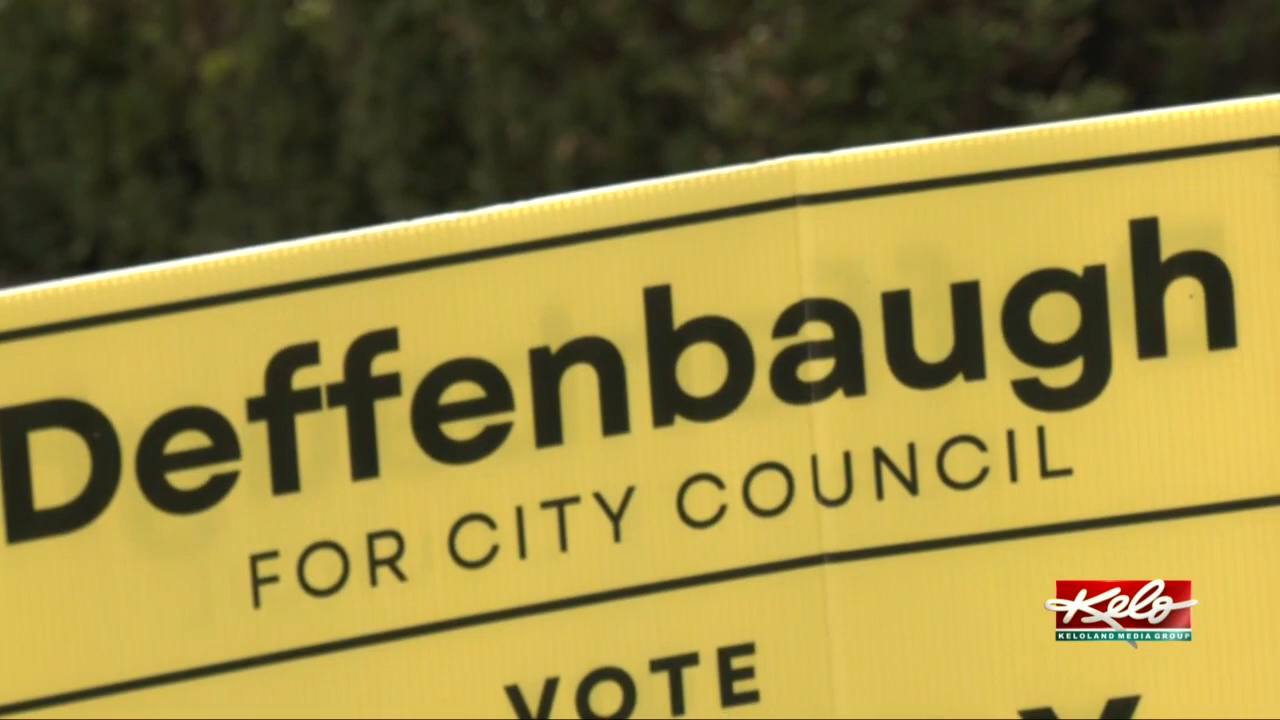 Deffenbaugh
FOR CITY COUNCIL
VOTE
Kelo
KELOLAND MEDIA GROUP